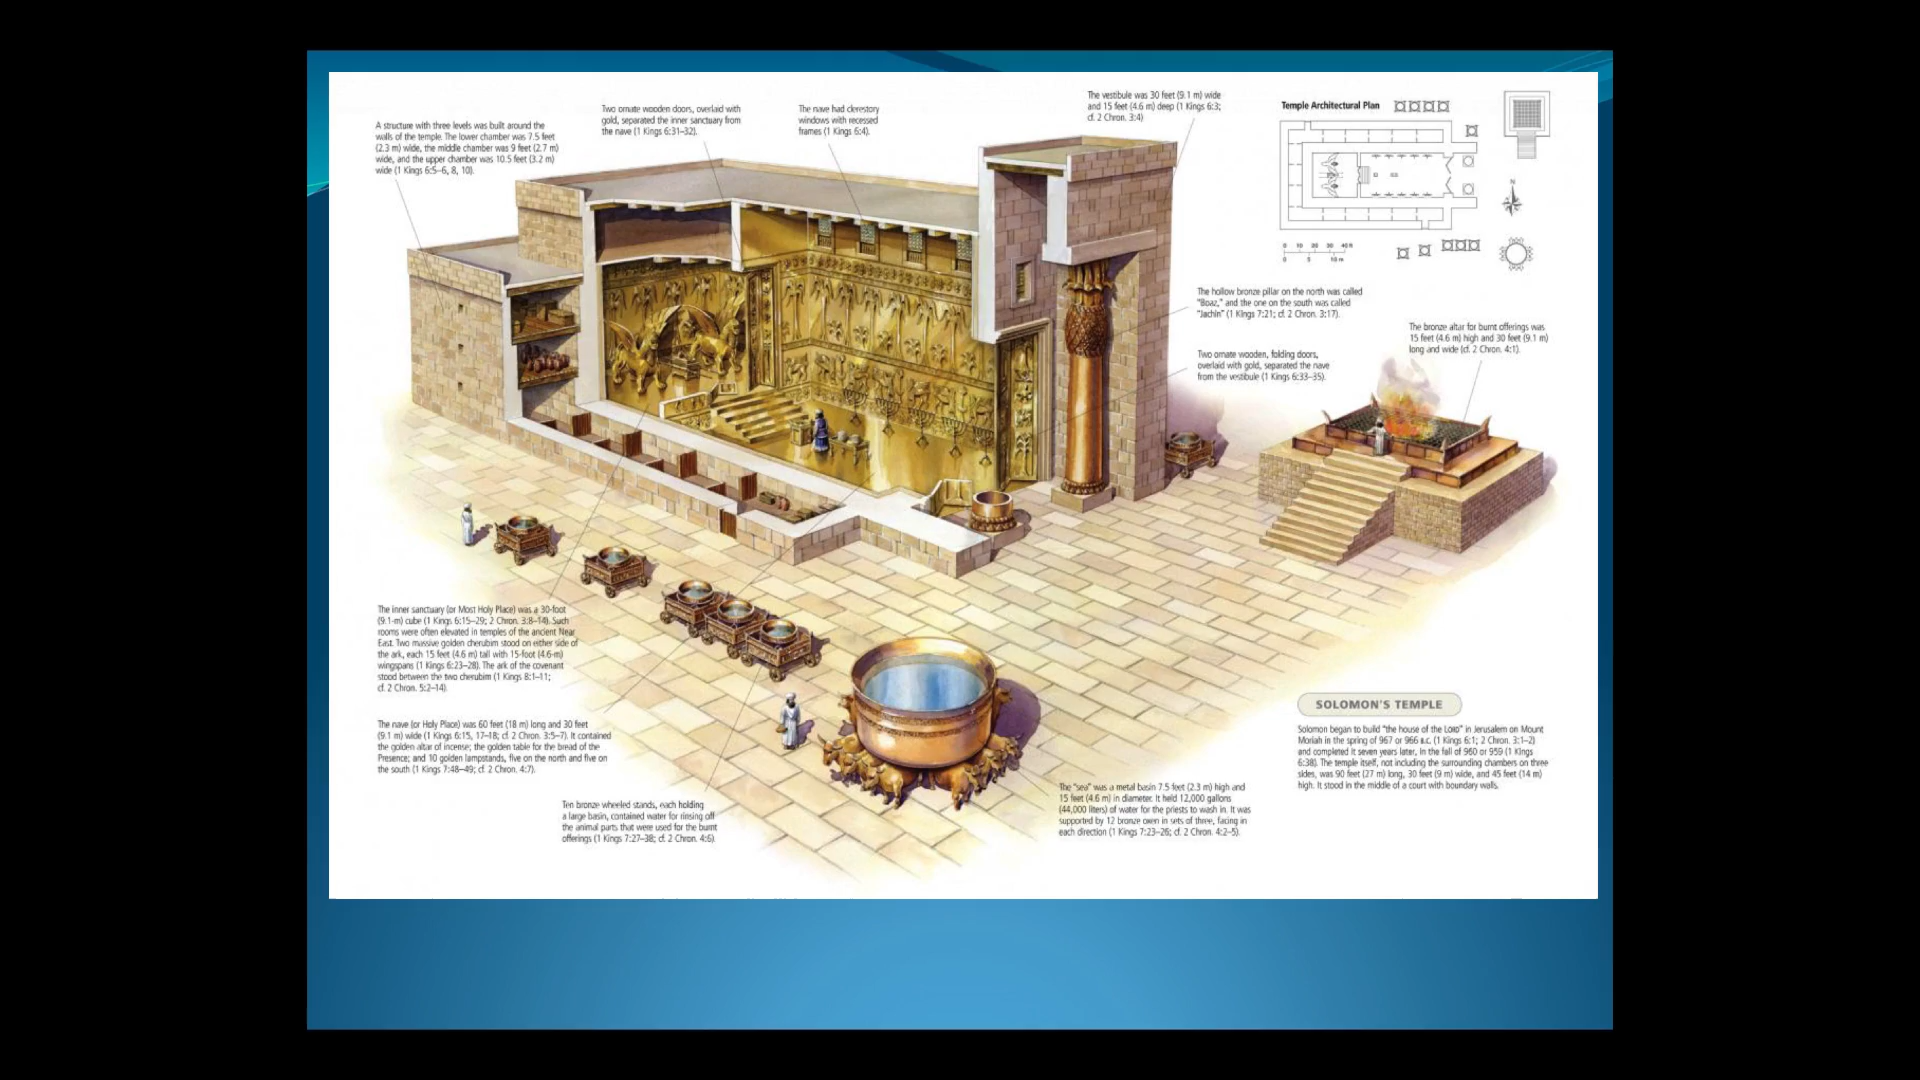 A structure with three levels was built around the
walls of the temple. The lower chamber was 7.5 feet
(2.3 m) wide, the middle chamber was 9 feet (2.7 m)
wide, and the upper chamber was 10.5 feet (3.2 m)
wide (1 Kings 6:5–6, 8, 10).
Two ornate wooden doors, overlaid with
gold, separated the inner sanctuary from
the nave (1 Kings 6:31–32).
The nave had clerestory
windows with recessed
frames (1 Kings 6:4).
The vestibule was 30 feet (9.1 m) wide
and 15 feet (4.6 m) deep (1 Kings 6:3;
cf. 2 Chron. 3:4)
Temple Architectural Plan
N
0 10 20 30 40 ft
0 5 10 m
The hollow bronze pillar on the north was called
"Boaz," and the one on the south was called
"Jachin" (1 Kings 7:21; cf. 2 Chron. 3:17).
Two ornate wooden, folding doors,
overlaid with gold, separated the nave
from the vestibule (1 Kings 6:33–35).
The bronze altar for burnt offerings was
15 feet (4.6 m) high and 30 feet (9.1 m)
long and wide (cf. 2 Chron. 4:1).
The inner sanctuary (or Most Holy Place) was a 30-foot
(9.1-m) cube (1 Kings 6:15–29; 2 Chron. 3:8–14). Such
rooms were often elevated in temples of the ancient Near
East. Two massive golden cherubim stood on either side of
the ark, each 15 feet (4.6 m) tall with 15-foot (4.6-m)
wingspans (1 Kings 6:23–28). The ark of the covenant
stood between the two cherubim (1 Kings 8:1–11;
cf. 2 Chron. 5:2–14).
The nave (or Holy Place) was 60 feet (18 m) long and 30 feet
(9.1 m) wide (1 Kings 6:15, 17–18; cf. 2 Chron. 3:5–7). It contained
the golden altar of incense; the golden table for the bread of the
Presence; and 10 golden lampstands, five on the north and five on
the south (1 Kings 7:48–49; cf. 2 Chron. 4:7).
Ten bronze wheeled stands, each holding
a large basin, contained water for rinsing off
the animal parts that were used for the burnt
offerings (1 Kings 7:27–38; cf. 2 Chron. 4:6).
The "sea" was a metal basin 7.5 feet (2.3 m) high and
15 feet (4.6 m) in diameter. It held 12,000 gallons
(44,000 liters) of water for the priests to wash in. It was
supported by 12 bronze oxen in sets of three, facing in
each direction (1 Kings 7:23–26; cf. 2 Chron. 4:2–5).
SOLOMON'S TEMPLE
Solomon began to build "the house of the LORD" in Jerusalem on Mount
Moriah in the spring of 967 or 966 B.C. (1 Kings 6:1; 2 Chron. 3:1–2)
and completed it seven years later, in the fall of 960 or 959 (1 Kings
6:38). The temple itself, not including the surrounding chambers on three
sides, was 90 feet (27 m) long, 30 feet (9 m) wide, and 45 feet (14 m)
high. It stood in the middle of a court with boundary walls.